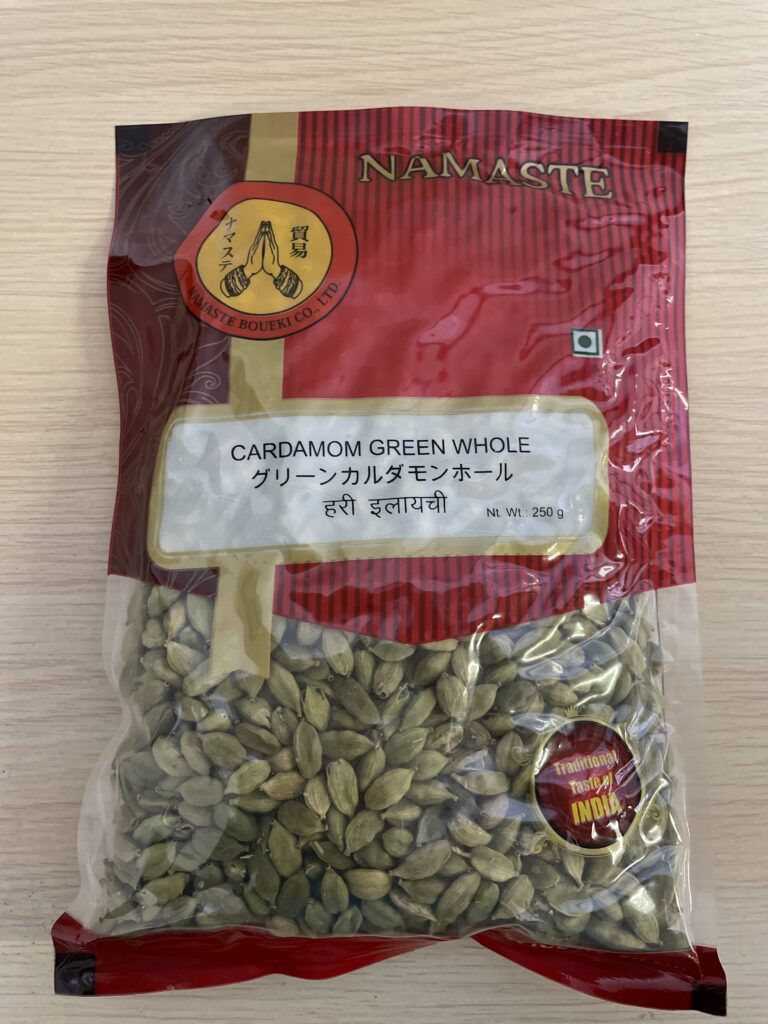 NAMASTE
ナマステ
貿易
NAMASTE BOUEKI CO., LTD.
CARDAMOM GREEN WHOLE
グリーンカルダモンホール
हरी इलायची
Nt. Wt.: 250 g
Traditional
Taste of
INDIA